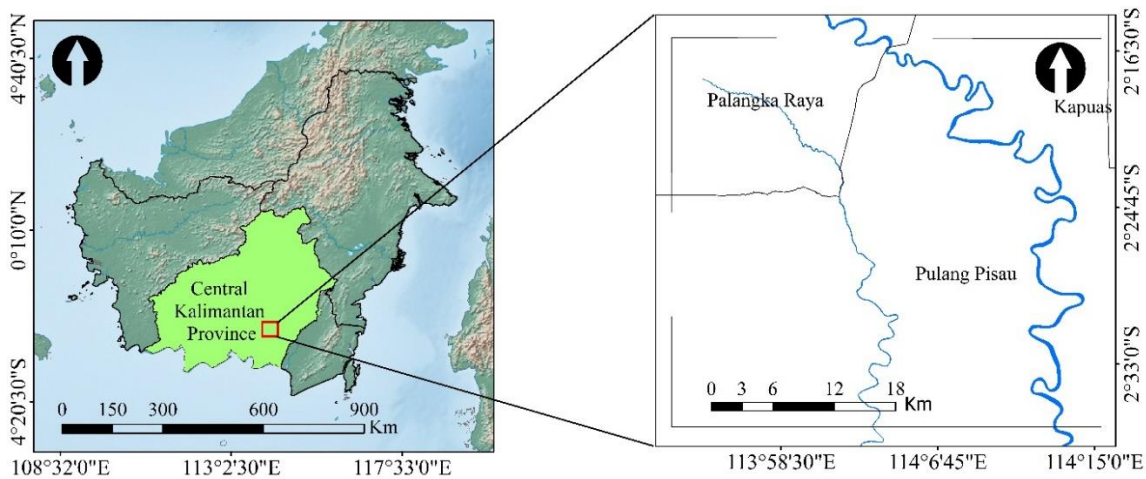 4°40'30"N
0°10'0"N
4°20'30"S
Central
Kalimantan
Province
0 150 300 600 900
Km
108°32'0"E 113°2'30"E 117°33'0"E
Palangka Raya
Kapuas
Pulang Pisau
0 3 6 12 18
Km
2°16'30"S
2°24'45"S
2°33'0"S
113°58'30"E 114°6'45"E 114°15'0"E